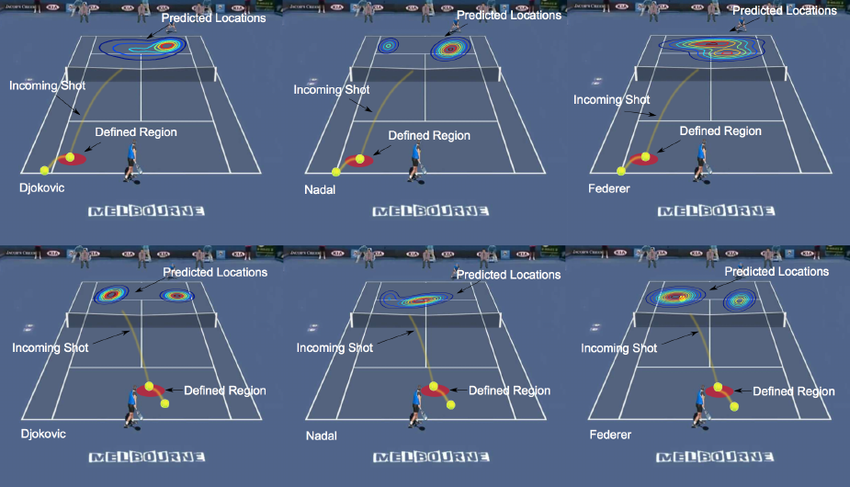 Predicted Locations
Incoming Shot
Defined Region
Djokovic
MELBOURNE
Predicted Locations
Incoming Shot
Defined Region
Nadal
MELBOURNE
Predicted Locations
Incoming Shot
Defined Region
Federer
MELBOURNE
Predicted Locations
Incoming Shot
Defined Region
Djokovic
MELBOURNE
Predicted Locations
Incoming Shot
Defined Region
Nadal
MELBOURNE
Predicted Locations
Incoming Shot
Defined Region
Federer
MELBOURNE